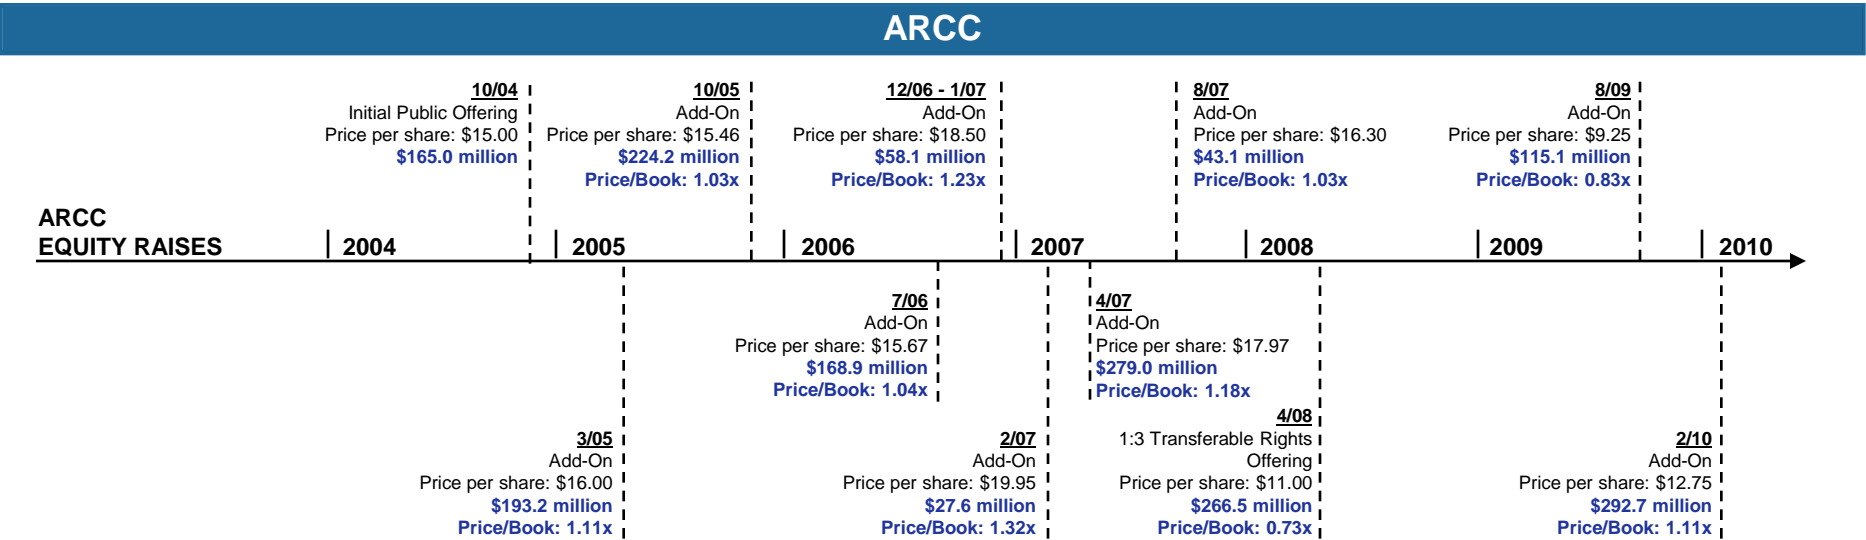 ARCC
10/04
Initial Public Offering
Price per share: $15.00
$165.0 million
10/05
Add-On
Price per share: $15.46
$224.2 million
Price/Book: 1.03x
12/06 - 1/07
Add-On
Price per share: $18.50
$58.1 million
Price/Book: 1.23x
8/07
Add-On
Price per share: $16.30
$43.1 million
Price/Book: 1.03x
8/09
Add-On
Price per share: $9.25
$115.1 million
Price/Book: 0.83x
ARCC
EQUITY RAISES
2004
2005
2006
2007
2008
2009
2010
7/06
Add-On
Price per share: $15.67
$168.9 million
Price/Book: 1.04x
4/07
Add-On
Price per share: $17.97
$279.0 million
Price/Book: 1.18x
3/05
Add-On
Price per share: $16.00
$193.2 million
Price/Book: 1.11x
2/07
Add-On
Price per share: $19.95
$27.6 million
Price/Book: 1.32x
4/08
1:3 Transferable Rights
Offering
Price per share: $11.00
$266.5 million
Price/Book: 0.73x
2/10
Add-On
Price per share: $12.75
$292.7 million
Price/Book: 1.11x